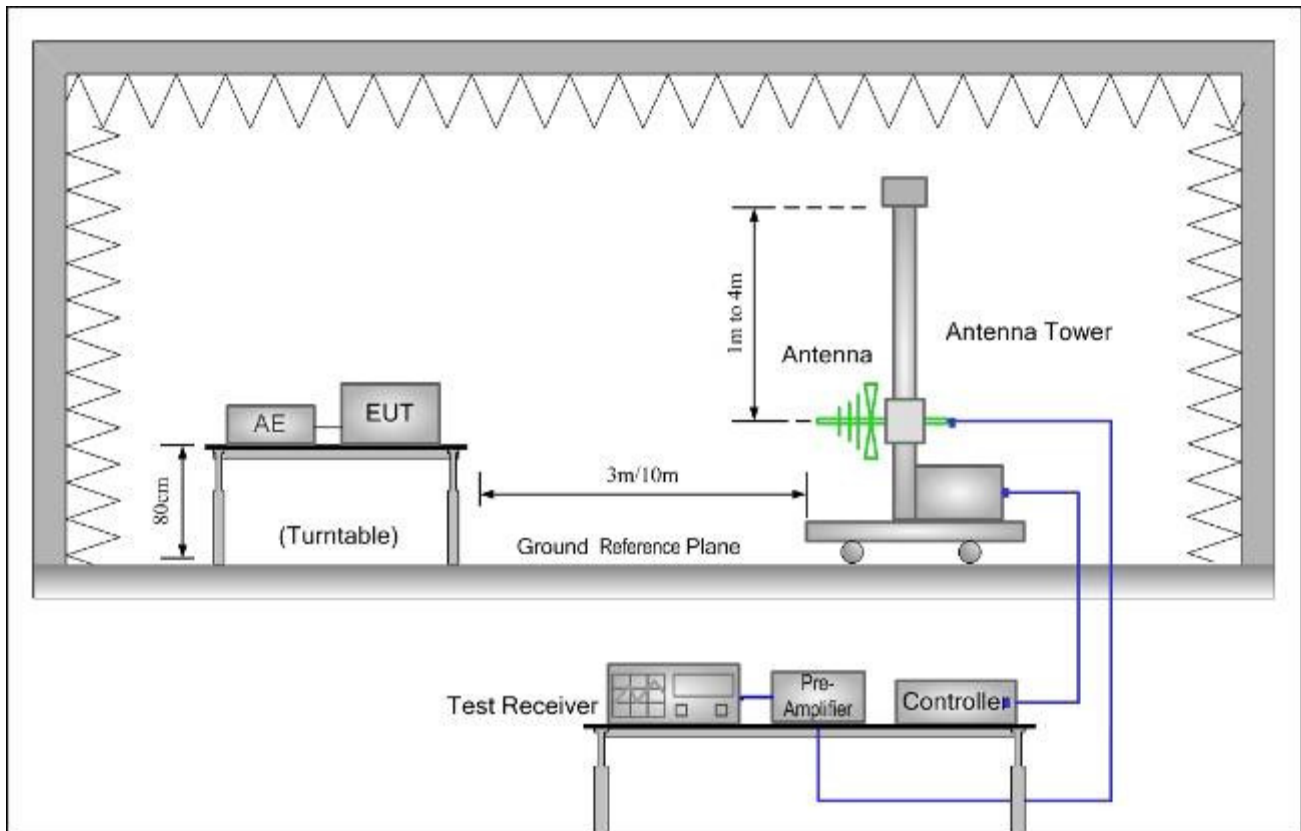 1m to 4m
Antenna Tower
Antenna
AE
EUT
80cm
3m/10m
(Turntable)
Ground Reference Plane
Test Receiver
Pre-
Amplifier
Controller